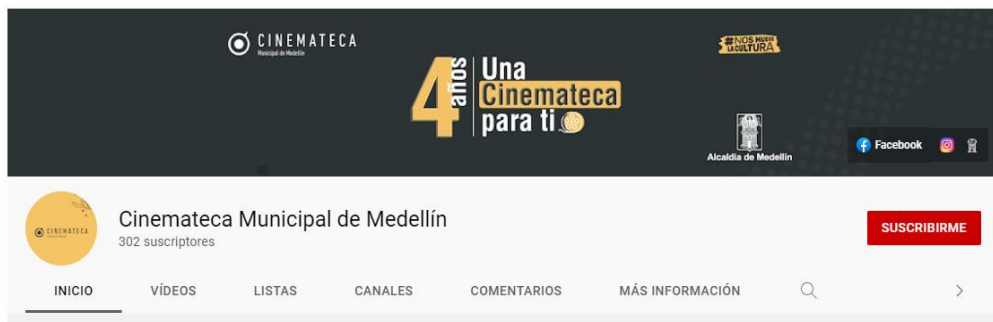 CINEMATECA
Municipal de Medellín
4 años
Una
Cinemateca
para ti
#NOS MUEVE
LA CULTURA
Alcaldía de Medellín
Facebook
CINEMATECA
Cinemateca Municipal de Medellín
302 suscriptores
SUSCRIBIRME
INICIO VÍDEOS LISTAS CANALES COMENTARIOS MÁS INFORMACIÓN